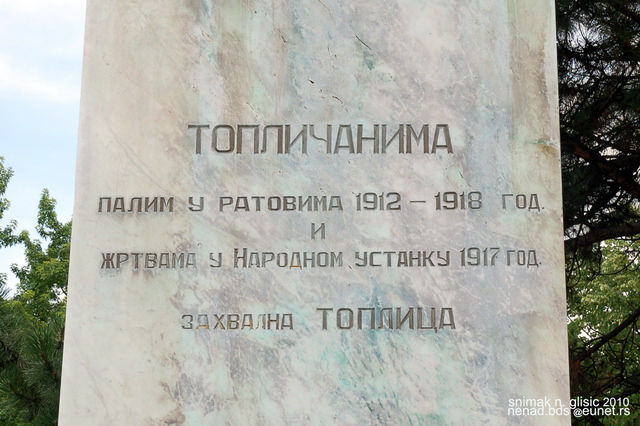 ТОПЛИЧАНИМА
ПАЛИМ У РАТОВИМА 1912 – 1918 ГОД.
И
ЖРТВАМА У НАРОДНОМ УСТАНКУ 1917 ГОД.
ЗАХВАЛНА ТОПЛИЦА
snimak n. glisic 2010
nenad.bds@eunet.rs